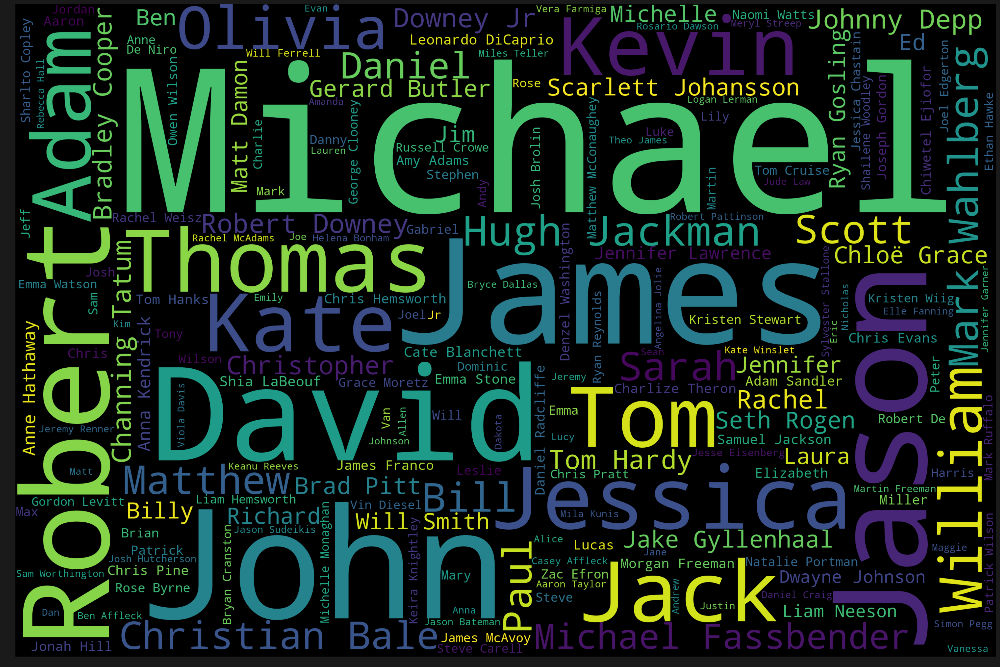 Jordan
Aaron
Sharlto Copley
Rebecca Hall
Adam
Bradley Cooper
Ben
Anne
De Niro
Olivia
Evan
Downey Jr
Vera Farmiga
Michelle
Naomi Watts
Rosario Dawson
Meryl Streep
Johnny Depp
Leonardo DiCaprio
Kevin
Ed
Will Ferrell
Miles Teller
Daniel
Gerard Butler
Rose
Scarlett Johansson
Ryan Gosling
Jessica Chastain
Shailene Woodley
Joseph Gordon
Chiwetel Ejiofor
Joel Edgerton
Wahlberg
Ethan Hawke
Michael
Owen Wilson
Matt Damon
Charlie
Mark
Amanda
Danny
Lauren
George Clooney
Jim
Russell Crowe
Amy Adams
Stephen
Andy
Josh Brolin
Matthew McConaughey
Logan Lerman
Lily
Luke
Theo James
Martin
Tom Cruise
Jude Law
Jeff
Rachel Weisz
Robert Downey
Gabriel
Hugh Jackman
Robert Pattinson
Scott
Thomas
Rachel McAdams
Joe
Helena Bonham
Jennifer Lawrence
Chloë Grace
Robert
Josh
Emma Watson
Sam
Channing Tatum
Kim
Tom Hanks
Emily
Chris Hemsworth
Bryce Dallas
Denzel Washington
Angelina Jolie
Ryan Reynolds
James
Kristen Stewart
Sylvester Stallone
Nicholas
Eric
Kristen Wiig
Elle Fanning
Chris Evans
Mark
Jennifer Garner
Kate
Joel
Jr
Anne Hathaway
Chris
Anna Kendrick
Tony
Wilson
Christopher
Cate Blanchett
Dominic
Sean
Kate Winslet
Sarah
Jennifer
Peter
Jason
David
Shia LaBeouf
Grace Moretz
Emma Stone
Jeremy
Adam Sandler
Charlize Theron
Viola Davis
Van
Allen
Will
Johnson
Dakota
Daniel Radcliffe
Emma
Lucy
Tom
Rachel
Seth Rogen
Samuel Jackson
Robert De
William
Mark Ruffalo
Jeremy Renner
Matt
Keanu Reeves
James Franco
Leslie
Tom Hardy
Jesse Eisenberg
Laura
Chris Pratt
Elizabeth
Harris
Matthew
Brad Pitt
Bill
Jessica
Martin Freeman
Miller
Gordon Levitt
Liam Hemsworth
Vin Diesel
Max
Billy
Richard
Will Smith
Mila Kunis
Jason Sudeikis
Brian
Patrick
Josh Hutcherson
Sam Worthington
Chris Pine
Rose Byrne
Bryan Cranston
John
Michelle Monaghan
Keira Knightley
Mary
Anna
Jason Bateman
Paul
Alice
Lucas
Jake Gyllenhaal
Jane
Casey Affleck
Morgan Freeman
Natalie Portman
Maggie
Patrick Wilson
Zac Efron
Aaron Taylor
Steve
Jack
Andrew
Justin
Dwayne Johnson
Daniel Craig
Liam Neeson
Dan
Ben Affleck
Simon Pegg
Christian Bale
James McAvoy
Steve Carell
Michael Fassbender
Jonah Hill
Vanessa